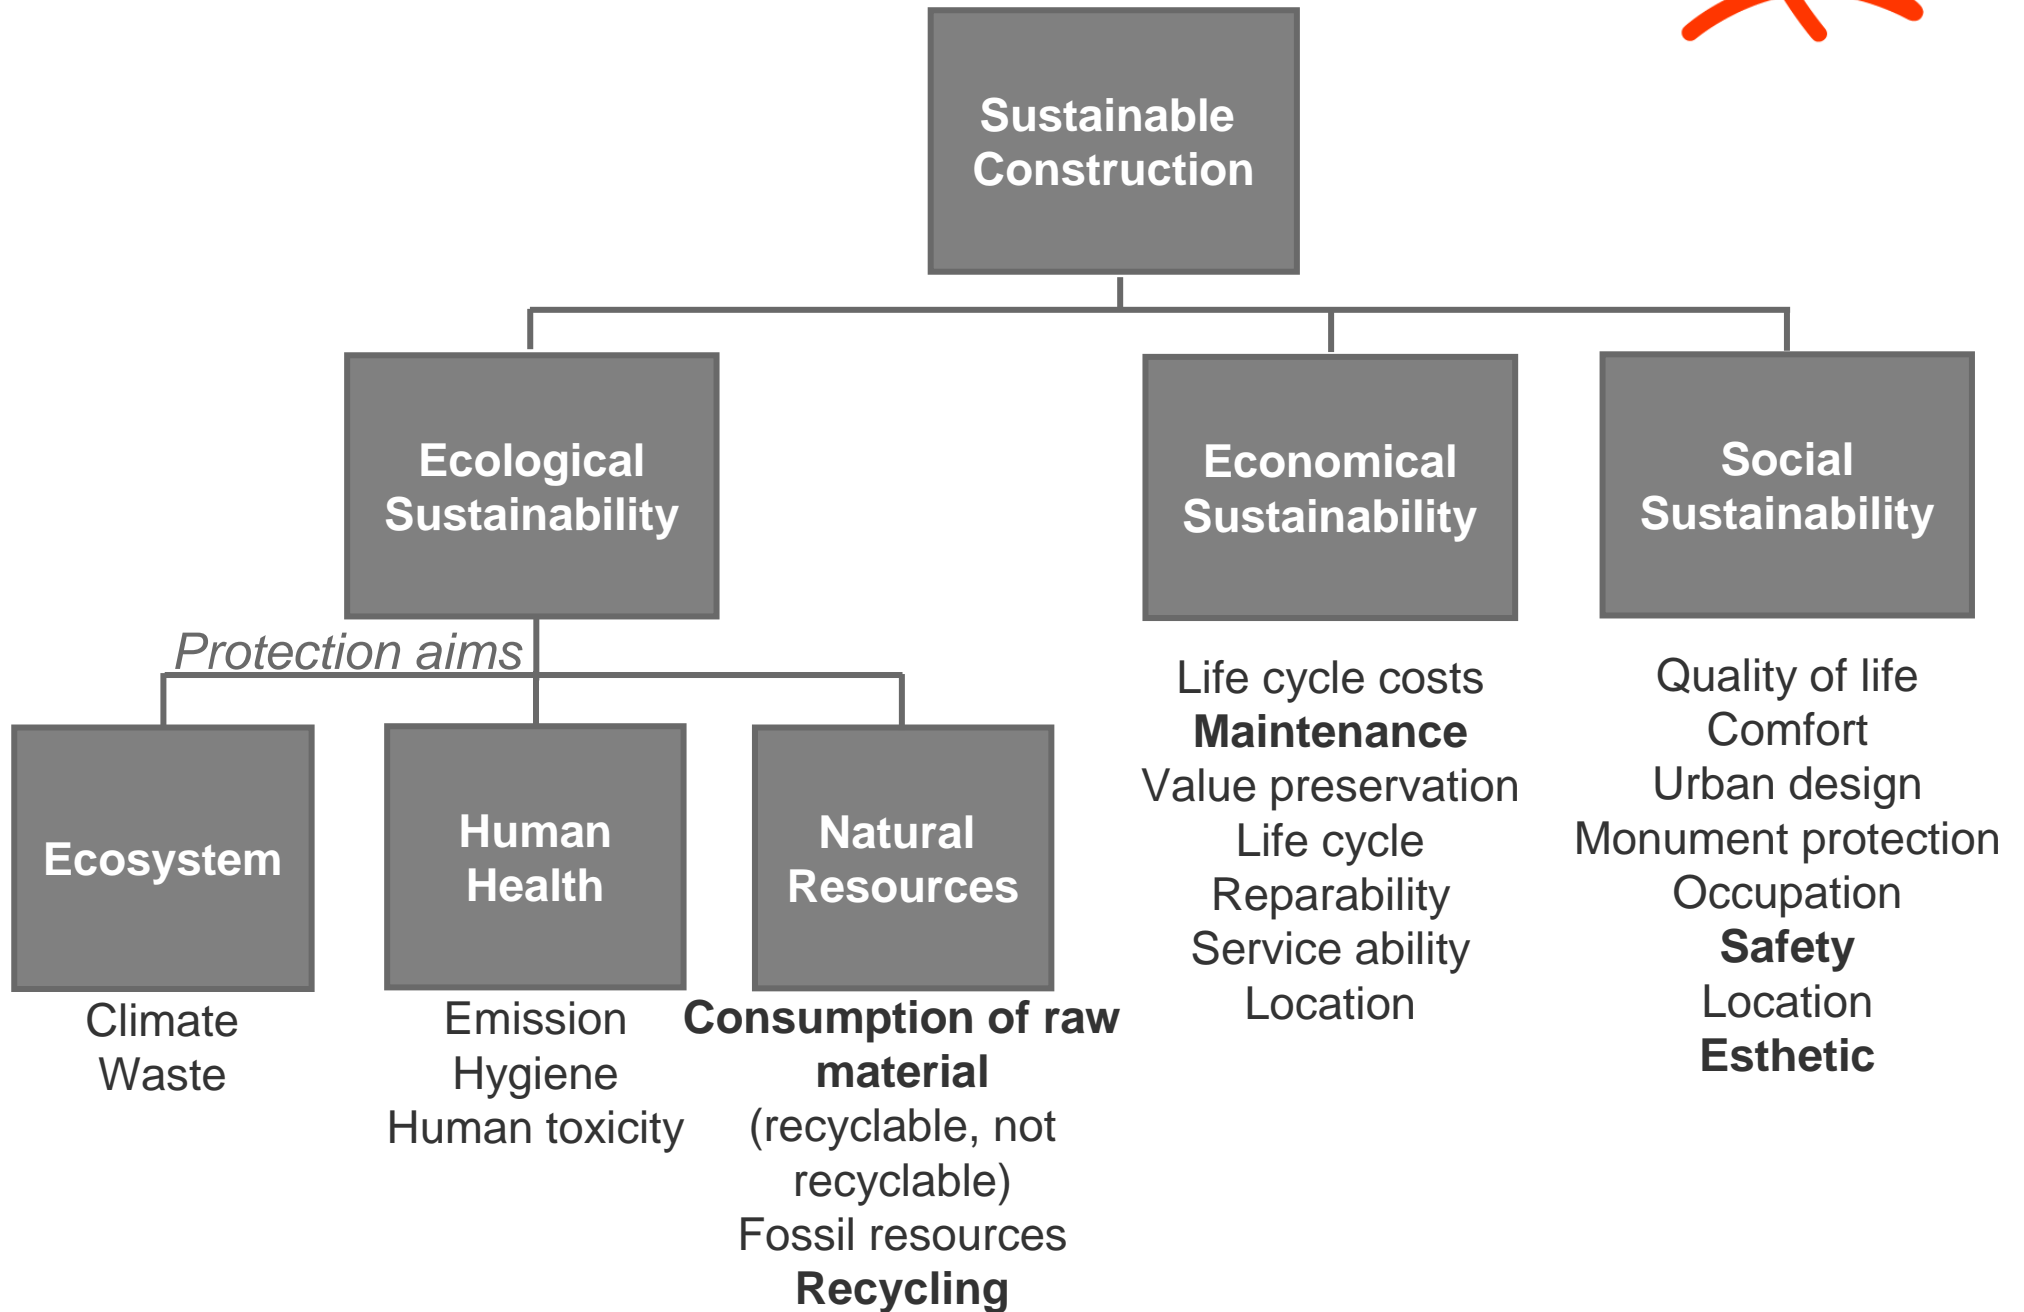 Sustainable
Construction
Ecological
Sustainability
Economical
Sustainability
Social
Sustainability
Protection aims
Ecosystem
Climate
Waste
Human
Health
Emission
Hygiene
Human toxicity
Natural
Resources
Consumption of raw
material
(recyclable, not
recyclable)
Fossil resources
Recycling
Life cycle costs
Maintenance
Value preservation
Life cycle
Reparability
Service ability
Location
Quality of life
Comfort
Urban design
Monument protection
Occupation
Safety
Location
Esthetic